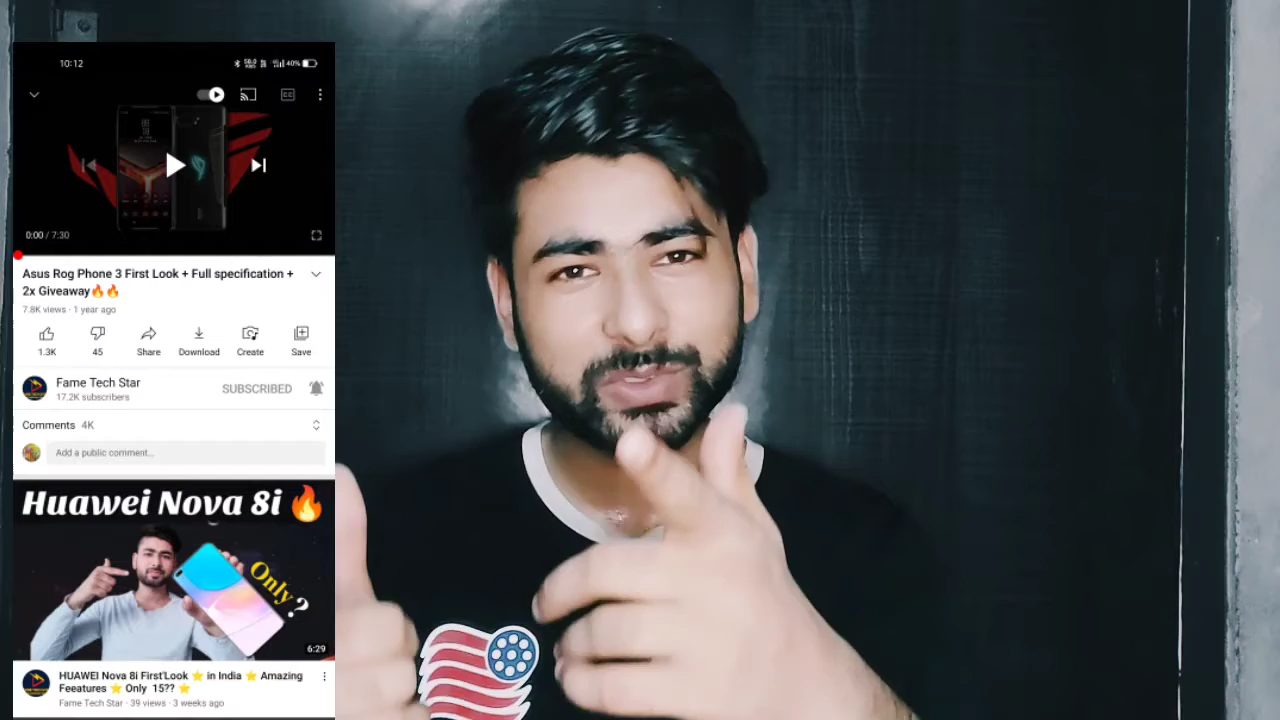 10:12
40%
CC
0:00 / 7:30
Asus Rog Phone 3 First Look + Full specification +
2x Giveaway🔥🔥
7.8K views · 1 year ago
1.3K
45
Share
Download
Create
Save
Fame Tech Star
17.2K subscribers
SUBSCRIBED
Comments 4K
Add a public comment...
Huawei Nova 8i 🔥
Only ?
6:29
HUAWEI Nova 8i First'Look ⭐ in India ⭐ Amazing
Feeatures ⭐ Only 15?? ⭐
Fame Tech Star · 39 views · 3 weeks ago